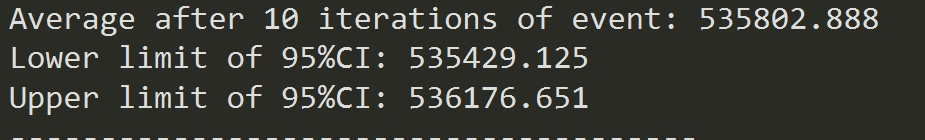 Average after 10 iterations of event: 535802.888
Lower limit of 95%CI: 535429.125
Upper limit of 95%CI: 536176.651
--------------------------------------